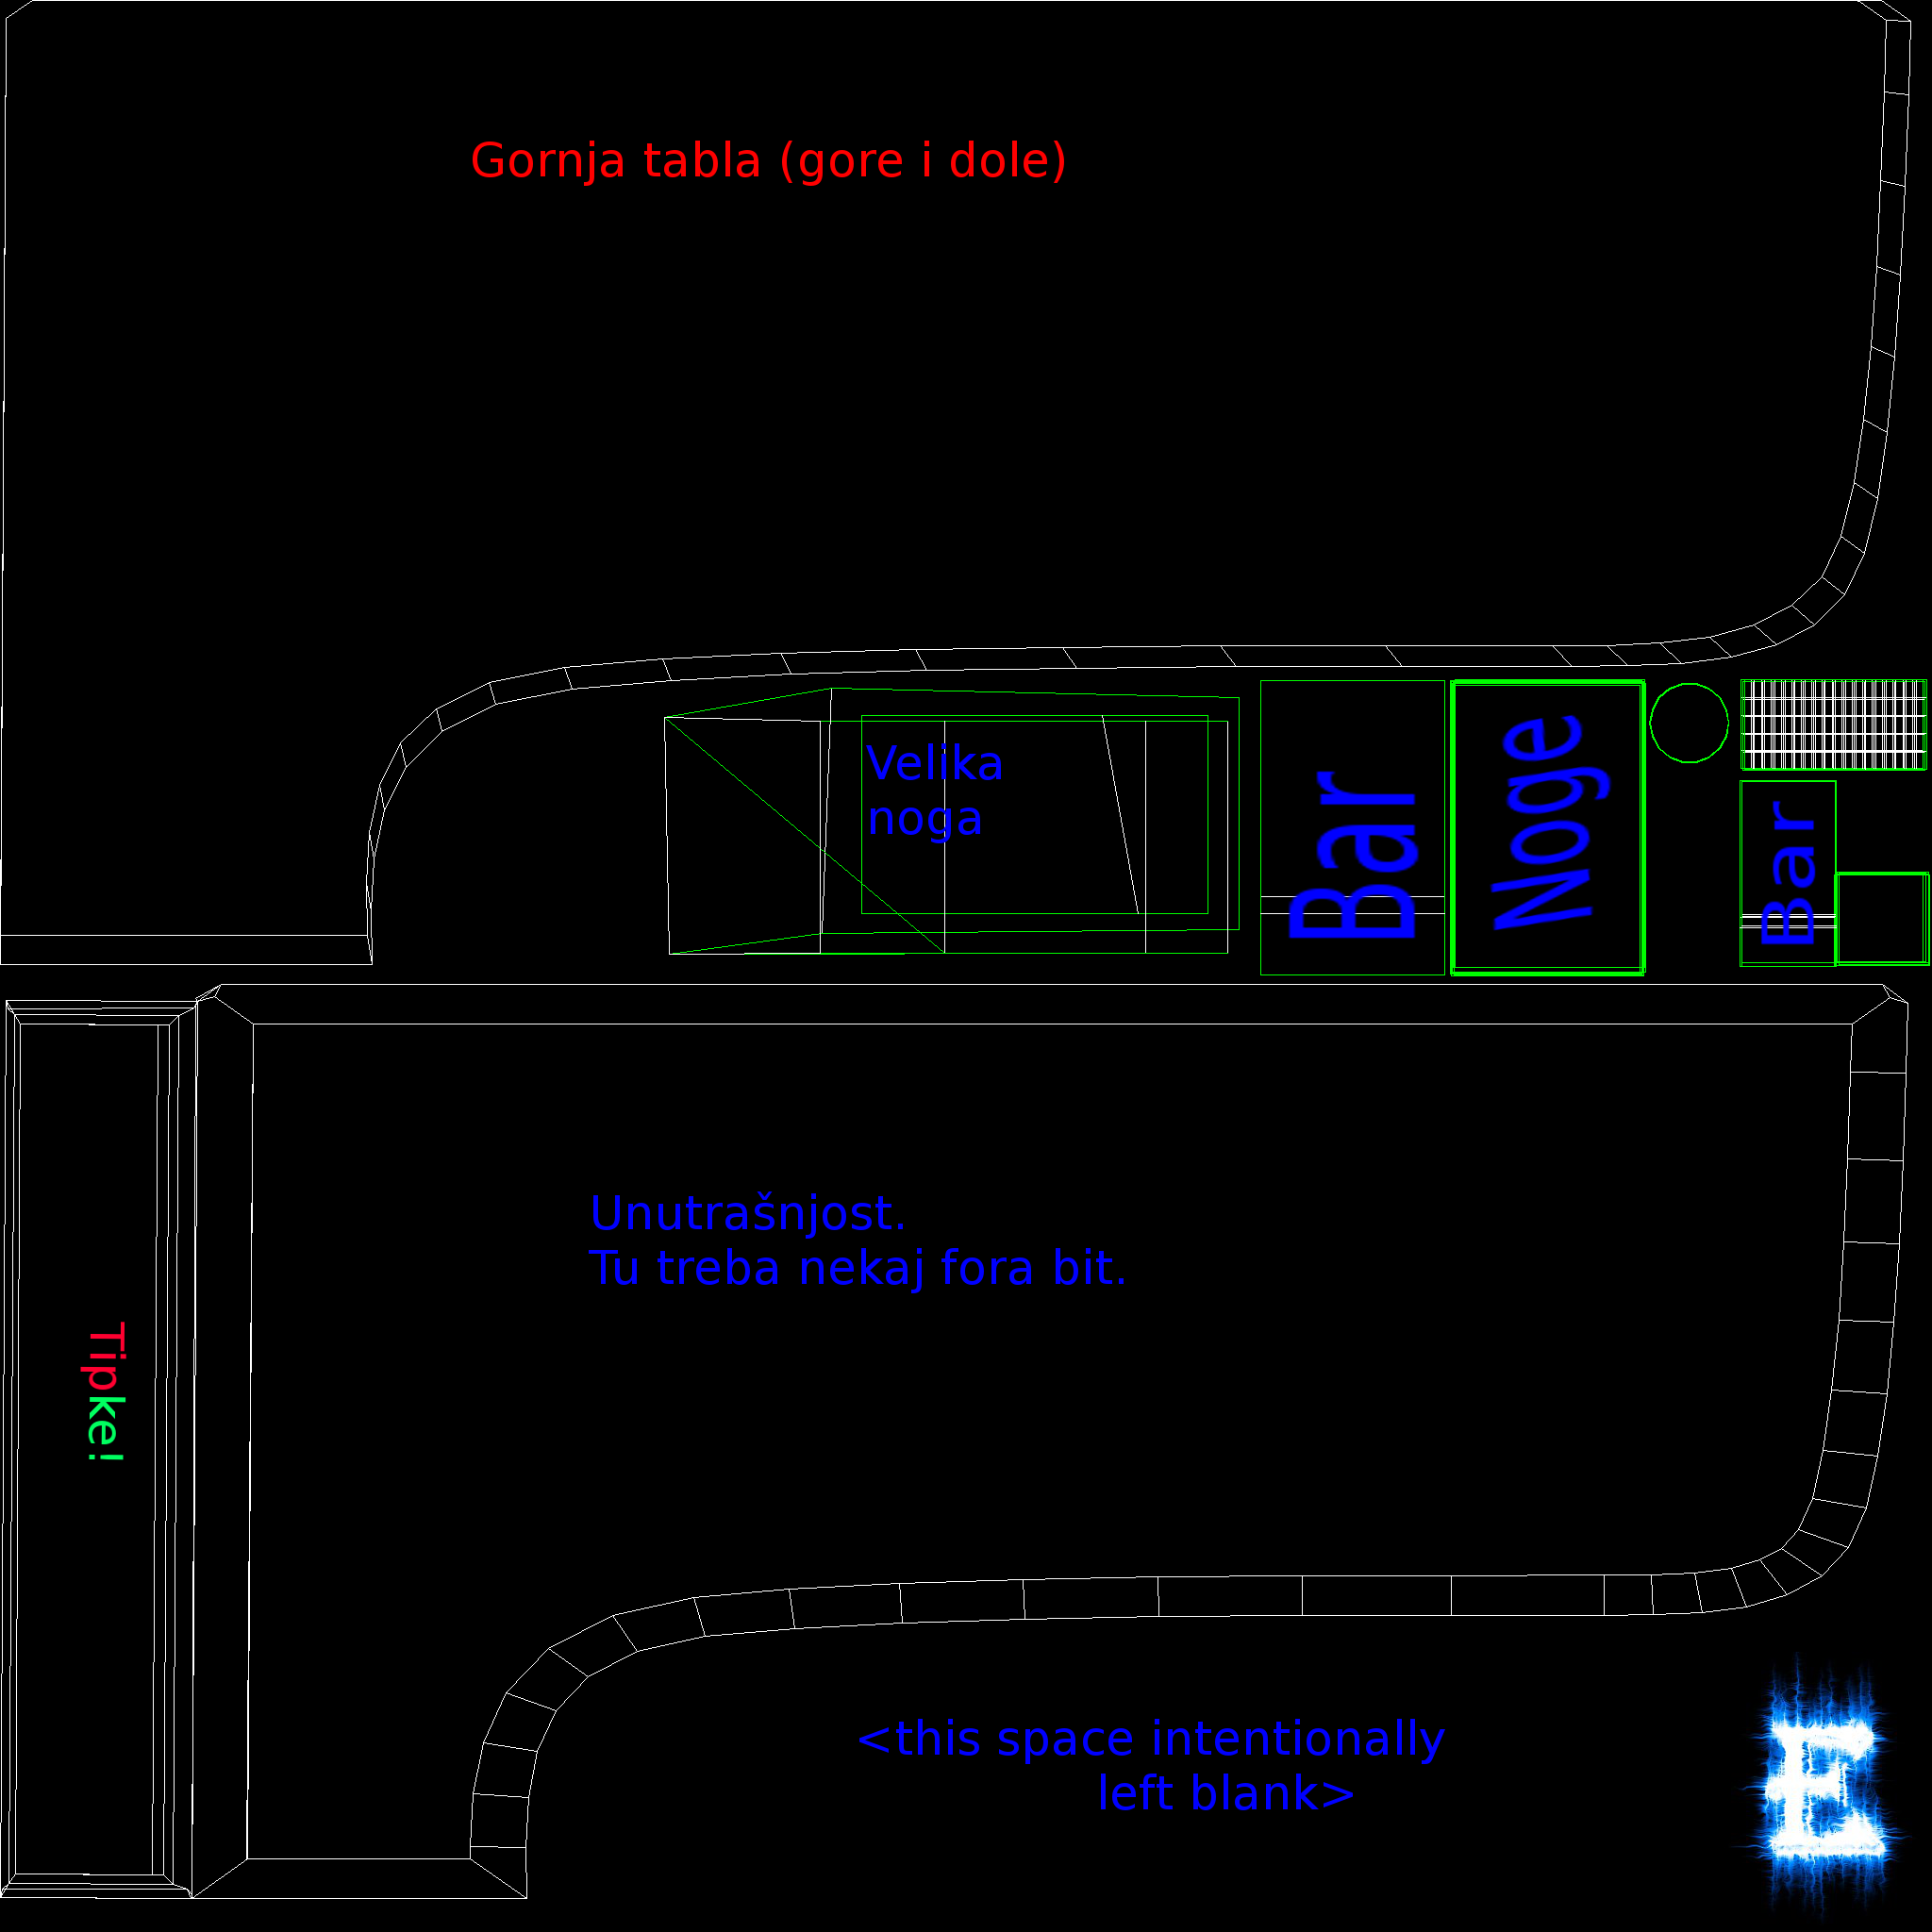 Gornja tabla (gore i dole)
Velika
noga
Bar
Noge
Bar
Unutrašnjost.
Tu treba nekaj fora bit.
Tipke!
<this space intentionally
left blank>
E